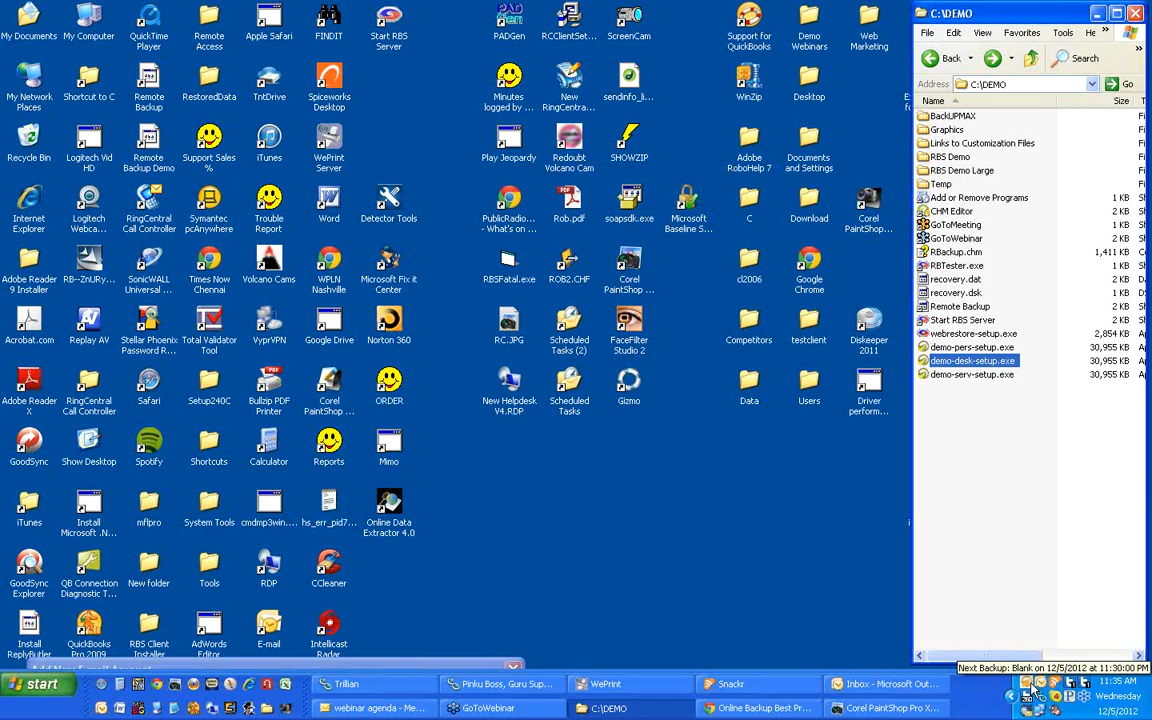 My Documents
My Computer
QuickTime Player
Remote Access
Apple Safari
FINDIT
Start RBS Server
PADGen
RCClientSet...
ScreenCam
Support for QuickBooks
Demo Webinars
Web Marketing
My Network Places
Shortcut to C
Remote Backup
RestoredData
TntDrive
Spiceworks Desktop
Minutes logged by ...
New RingCentra...
sendinfo_li...
WinZip
Desktop
Recycle Bin
Logitech Vid HD
Remote Backup Demo
Support Sales %
iTunes
WePrint Server
Play Jeopardy
Redoubt Volcano Cam
SHOWZIP
Adobe RoboHelp 7
Documents and Settings
Internet Explorer
Logitech Webca...
RingCentral Call Controller
Symantec pcAnywhere
Trouble Report
Word
Detector Tools
PublicRadio... - What's on ...
Rob.pdf
soapsdk.exe
Microsoft Baseline S...
C
Download
Corel PaintShop...
Adobe Reader 9 Installer
RB--ZnURy...
SonicWALL Universal ...
Times Now Chennai
Volcano Cams
WPLN Nashville
Microsoft Fix it Center
RBSFatal.exe
ROB2.CHF
Corel PaintShop ...
cl2006
Google Chrome
Acrobat.com
Replay AV
Stellar Phoenix Password R...
Total Validator Tool
VyprVPN
Google Drive
Norton 360
RC.JPG
Scheduled Tasks (2)
FaceFilter Studio 2
Competitors
testclient
Diskeeper 2011
Adobe Reader X
RingCentral Call Controller
Safari
Setup240C
Bullzip PDF Printer
Corel PaintShop ...
ORDER
New Helpdesk V4.RDP
Scheduled Tasks
Gizmo
Data
Users
Driver perform...
GoodSync
Show Desktop
Spotify
Shortcuts
Calculator
Reports
Mimo
iTunes
Install Microsoft .N...
mflpro
System Tools
cmdmp3win....
hs_err_pid7...
Online Data Extractor 4.0
GoodSync Explorer
QB Connection Diagnostic T...
New folder
Tools
RDP
CCleaner
Install ReplyButler
QuickBooks Pro 2009
RBS Client Installer
AdWords Editor
E-mail
Intellicast Radar
C:\DEMO
File Edit View Favorites Tools He »
Back Search
Address C:\DEMO Go
Name Size
BackUPMAX
Graphics
Links to Customization Files
RBS Demo
RBS Demo Large
Temp
Add or Remove Programs 1 KB
CHM Editor 2 KB
GoToMeeting 2 KB
GoToWebinar 2 KB
RBackup.chm 1,411 KB
RBTester.exe 1 KB
recovery.dat 2 KB
recovery.dsk 1 KB
Remote Backup 2 KB
Start RBS Server 1 KB
webrestore-setup.exe 2,854 KB
demo-pers-setup.exe 30,955 KB
demo-desk-setup.exe 30,955 KB
demo-serv-setup.exe 30,955 KB
Next Backup: Blank on 12/5/2012 at 11:30:00 PM
start
Trillian
Pinku Boss, Guru Sup...
WePrint
Snackr
Inbox - Microsoft Out...
11:35 AM
webinar agenda - Me...
GoToWebinar
C:\DEMO
Online Backup Best Pr...
Corel PaintShop Pro X...
Wednesday
12/5/2012